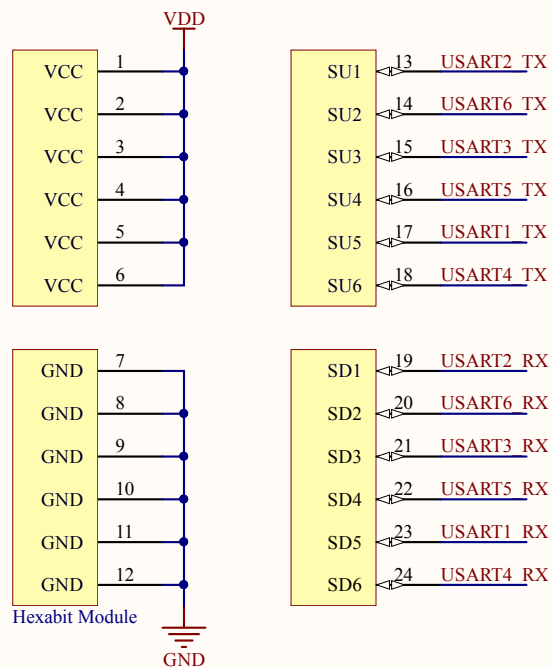 VDD
VCC 1
VCC 2
VCC 3
VCC 4
VCC 5
VCC 6
SU1 13 USART2_TX
SU2 14 USART6_TX
SU3 15 USART3_TX
SU4 16 USART5_TX
SU5 17 USART1_TX
SU6 18 USART4_TX
GND 7
GND 8
GND 9
GND 10
GND 11
GND 12
Hexabit Module
GND
SD1 19 USART2_RX
SD2 20 USART6_RX
SD3 21 USART3_RX
SD4 22 USART5_RX
SD5 23 USART1_RX
SD6 24 USART4_RX